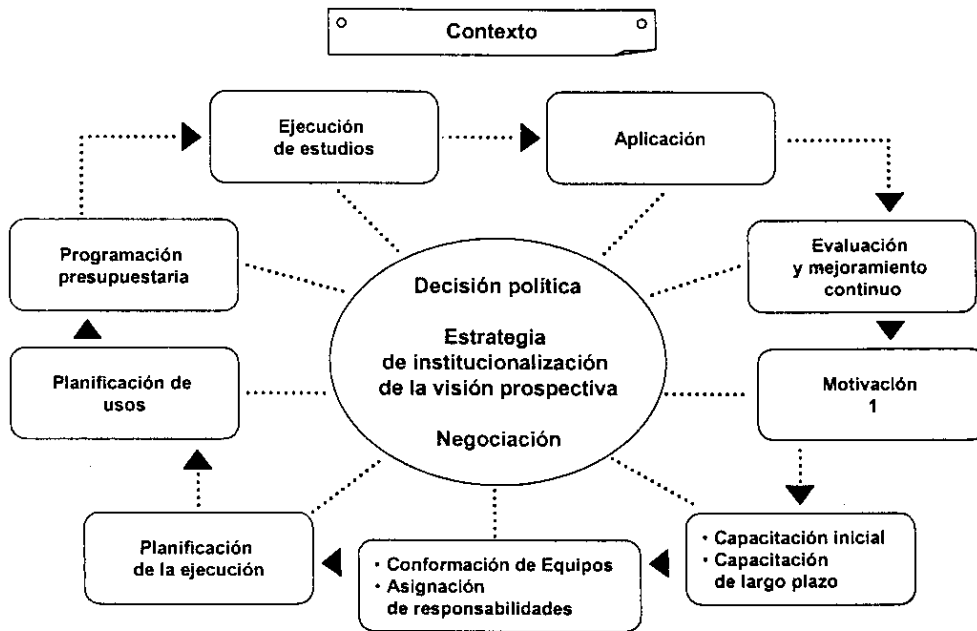 Contexto
Ejecución
de estudios
Aplicación
Programación
presupuestaria
Evaluación
y mejoramiento
continuo
Decisión política
Estrategia
de institucionalización
de la visión prospectiva
Negociación
Planificación de
usos
Motivación
1
Planificación
de la ejecución
· Conformación de Equipos
· Asignación
de responsabilidades
· Capacitación inicial
· Capacitación
de largo plazo